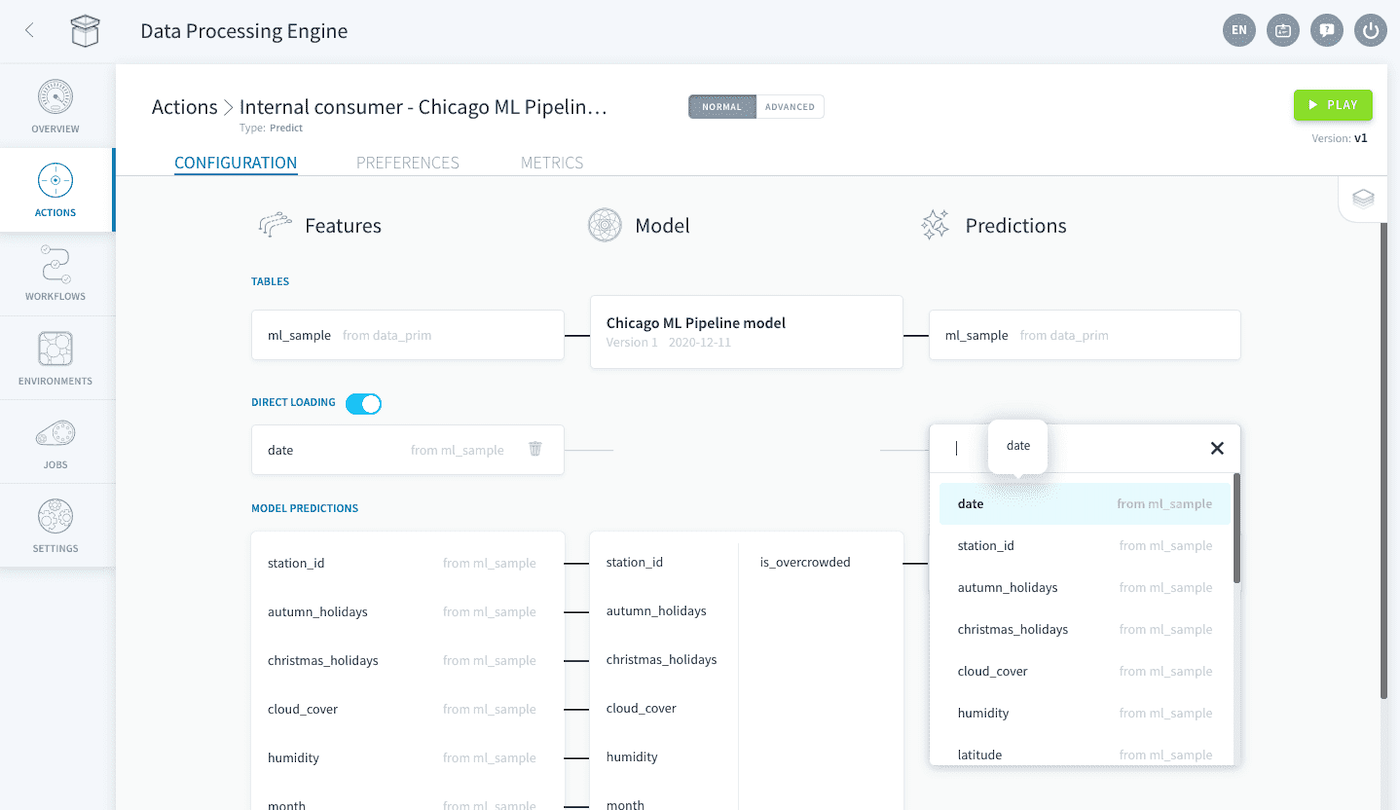 Data Processing Engine
EN
OVERVIEW
ACTIONS
WORKFLOWS
ENVIRONMENTS
JOBS
SETTINGS
Actions > Internal consumer - Chicago ML Pipelin...
Type: Predict
NORMAL ADVANCED
PLAY
Version: v1
CONFIGURATION PREFERENCES METRICS
Features Model Predictions
TABLES
ml_sample from data_prim
Chicago ML Pipeline model
Version 1 2020-12-11
ml_sample from data_prim
DIRECT LOADING
date from ml_sample
date
date from ml_sample
station_id from ml_sample
autumn_holidays from ml_sample
christmas_holidays from ml_sample
cloud_cover from ml_sample
humidity from ml_sample
latitude from ml_sample
MODEL PREDICTIONS
station_id from ml_sample
autumn_holidays from ml_sample
christmas_holidays from ml_sample
cloud_cover from ml_sample
humidity from ml_sample
month from ml_sample
station_id
autumn_holidays
christmas_holidays
cloud_cover
humidity
month
is_overcrowded